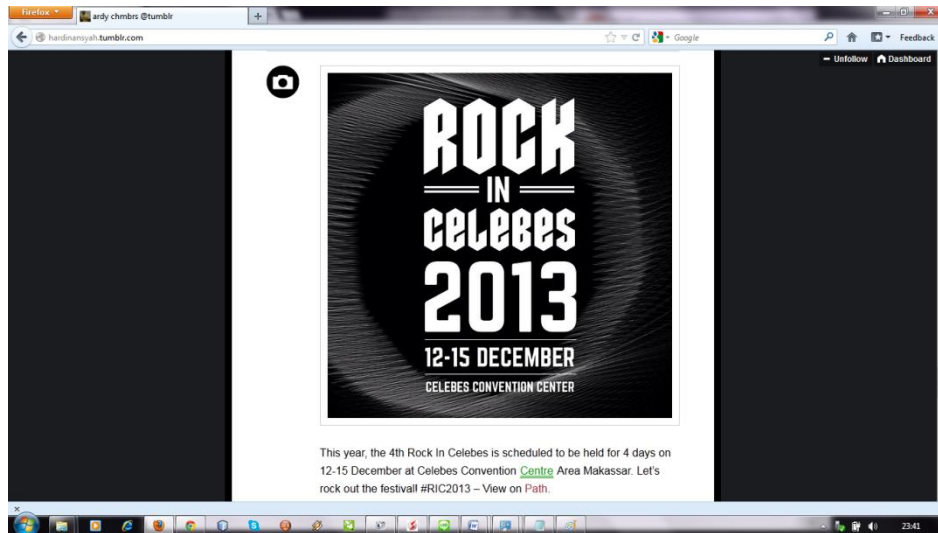 Firefox
ardy chmbrs @tumblr
hardinansyah.tumblr.com
Google
Feedback
Unfollow
Dashboard
ROCK
IN
CELEBES
2013
12-15 DECEMBER
CELEBES CONVENTION CENTER
This year, the 4th Rock In Celebes is scheduled to be held for 4 days on
12-15 December at Celebes Convention Centre Area Makassar. Let's
rock out the festival! #RIC2013 – View on Path.
23:41